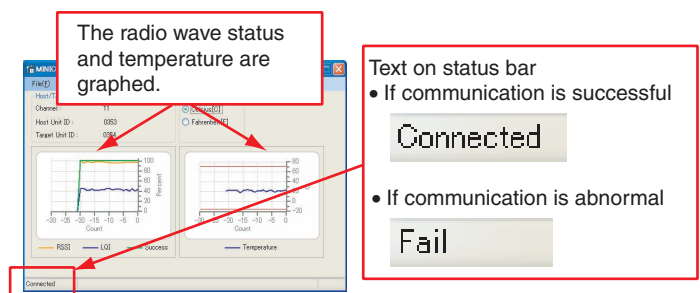 The radio wave status
and temperature are
graphed.
MINIC
File(F)
Host/T
Channel : 11
Host Unit ID : 0353
Target Unit ID : 0354
Celsius[C]
Fahrenheit[F]
100
80
60
40
20
0
Percent
-30 -25 -20 -15 -10 -5 0
Count
RSSI LQI Success
80
60
40
20
0
-20
-30 -25 -20 -15 -10 -5 0
Count
Temperature
Connected
Text on status bar
• If communication is successful
Connected
• If communication is abnormal
Fail